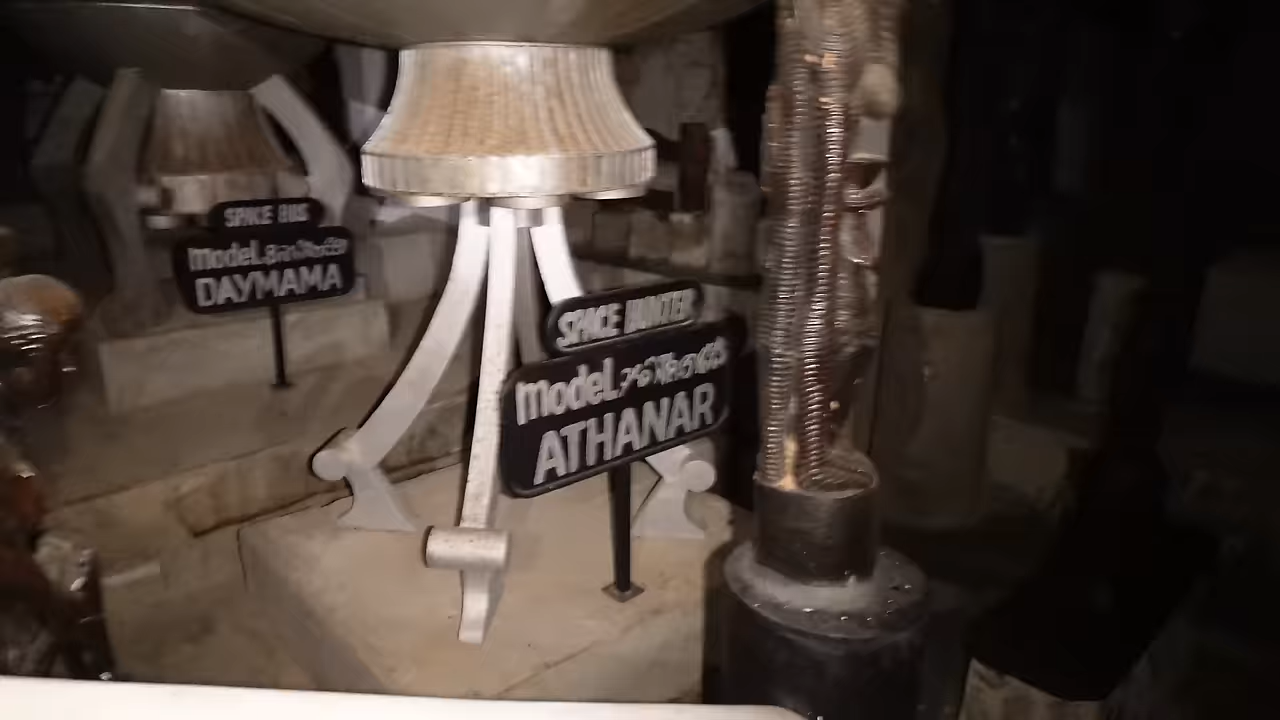 SPACE BUS
model.
DAYMAMA
SPACE HUNTER
model.
ATHANAR